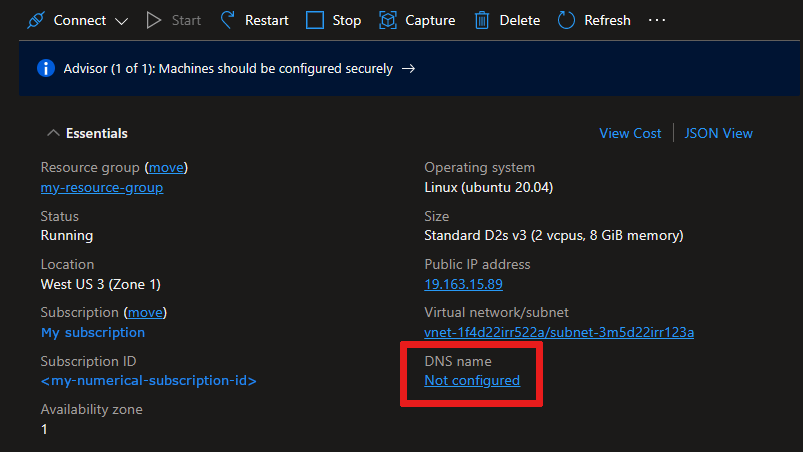 Connect Start Restart Stop Capture Delete Refresh ...
Advisor (1 of 1): Machines should be configured securely →
Essentials
View Cost JSON View
Resource group (move)
my-resource-group
Status
Running
Location
West US 3 (Zone 1)
Subscription (move)
My subscription
Subscription ID
<my-numerical-subscription-id>
Availability zone
1
Operating system
Linux (ubuntu 20.04)
Size
Standard D2s v3 (2 vcpus, 8 GiB memory)
Public IP address
19.163.15.89
Virtual network/subnet
vnet-1f4d22irr522a/subnet-3m5d22irr123a
DNS name
Not configured